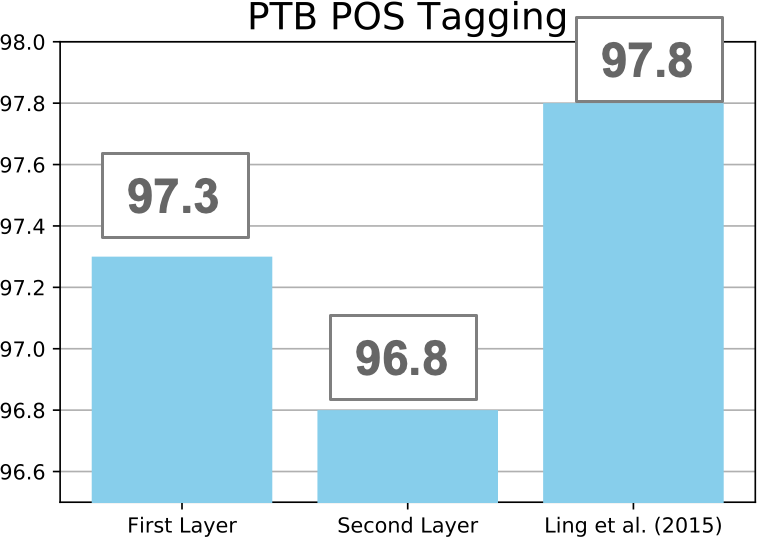 PTB POS Tagging
98.0
97.8
97.6
97.4
97.2
97.0
96.8
96.6
97.3
96.8
97.8
First Layer
Second Layer
Ling et al. (2015)